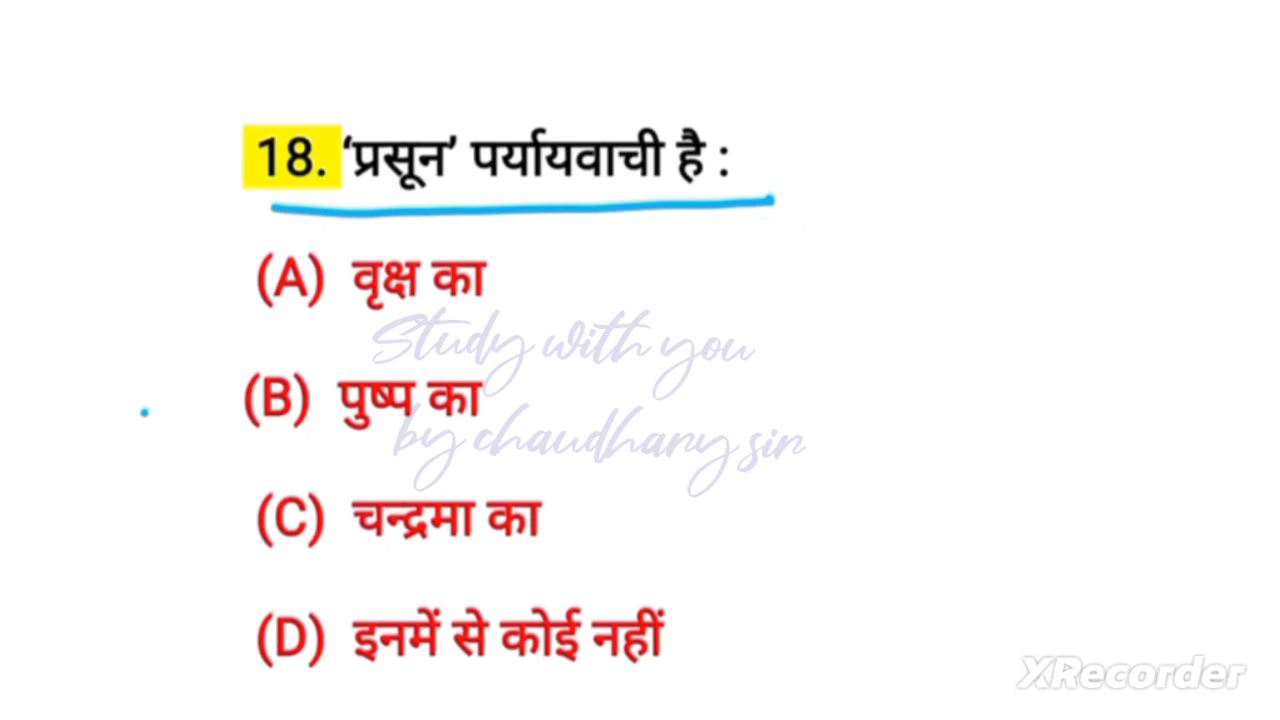 18. ‘प्रसून’ पर्यायवाची है :
(A) वृक्ष का
Study with you
(B) पुष्प का
by chaudhary sir
(C) चन्द्रमा का
(D) इनमें से कोई नहीं
XRecorder